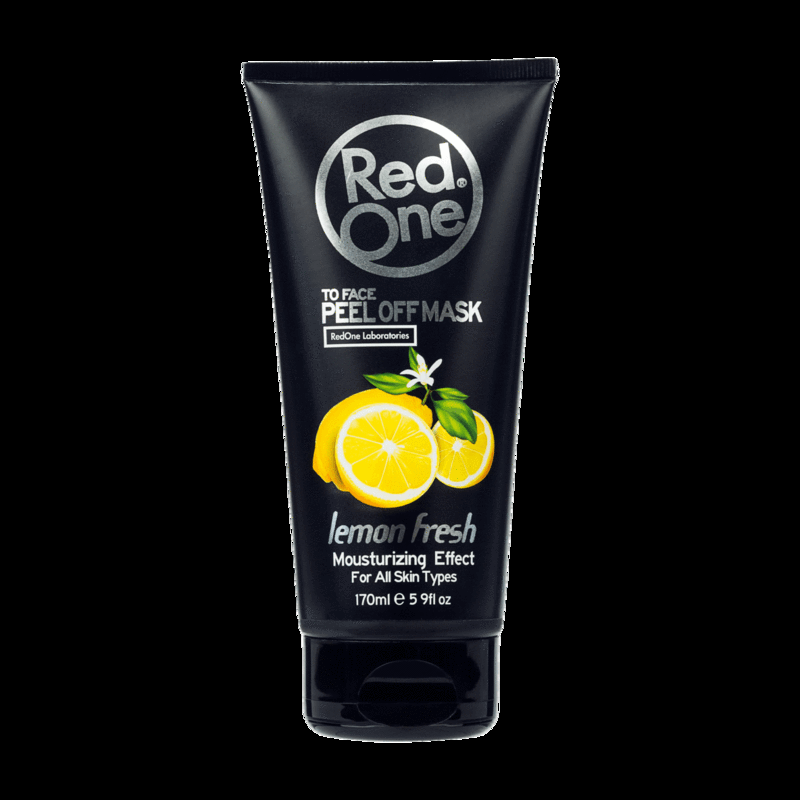 Red®
One
TO FACE
PEEL OFF MASK
RedOne Laboratories
lemon fresh
Mousturizing Effect
For All Skin Types
170ml e 5 9fl oz